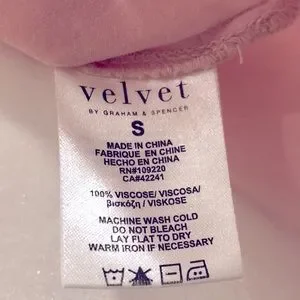 velvet
BY GRAHAM & SPENCER
S
MADE IN CHINA
FABRIQUE EN CHINE
HECHO EN CHINA
RN#109220
CA#42241
100% VISCOSE/ VISCOSA/
βισκόζη / VISKOSE
MACHINE WASH COLD
DO NOT BLEACH
LAY FLAT TO DRY
WARM IRON IF NECESSARY